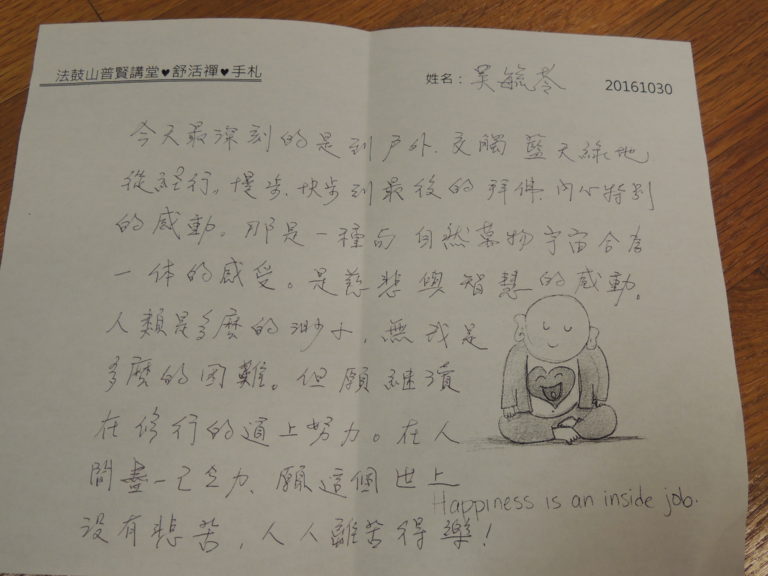 法鼓山普賢講堂♥舒活禪♥手札 姓名：吳毓苓 20161030
今天最深刻的是到戶外.交觸 藍天綠地
從經行。慢步.快步到最後的拜佛.內心特別
的感動。那是一種與自然萬物宇宙合為
一体的感受。是慈悲與智慧的感動。
人類是多麼的渺小，無我是
多麼的困難。但願繼續
在修行的道上努力。在人
間盡一己之力.願這個世上
Happiness is an inside job.
沒有悲苦，人人離苦得樂！